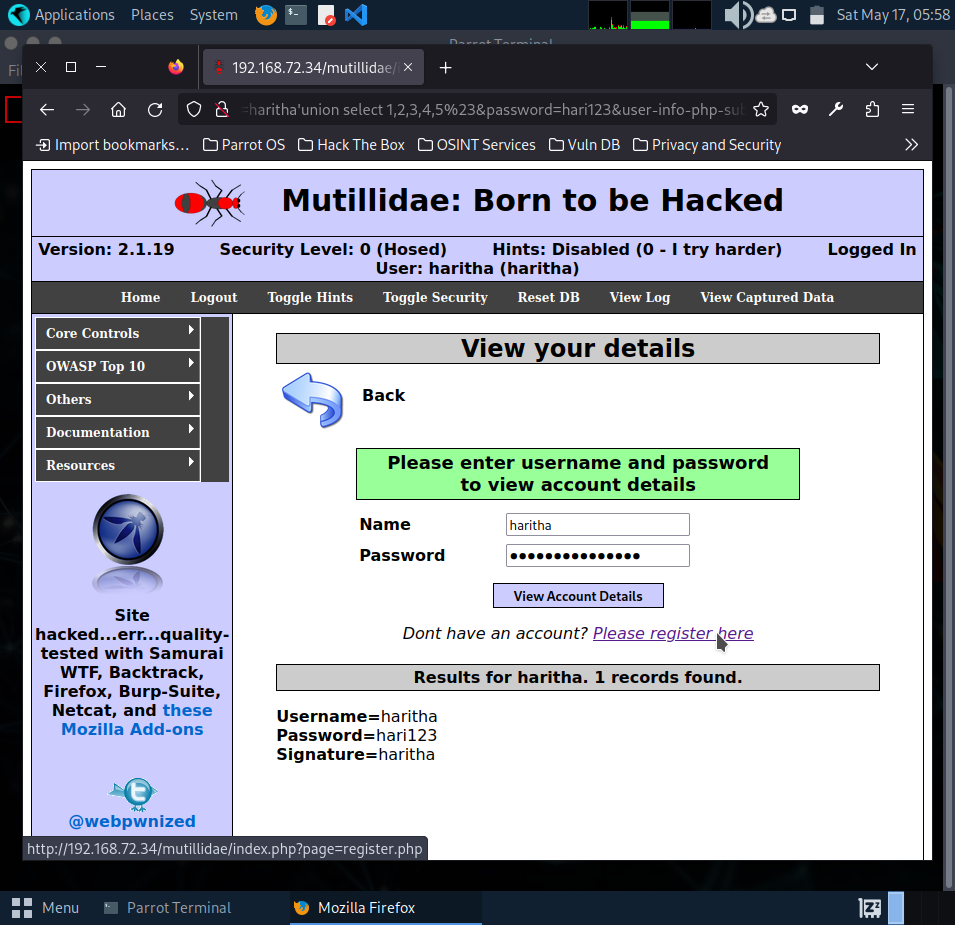 Applications Places System Sat May 17, 05:58
Parrot Terminal
192.168.72.34/mutillidae/
=haritha'union select 1,2,3,4,5%23&password=hari123&user-info-php-su
Import bookmarks… Parrot OS Hack The Box OSINT Services Vuln DB Privacy and Security
Mutillidae: Born to be Hacked
Version: 2.1.19 Security Level: 0 (Hosed) Hints: Disabled (0 - I try harder) Logged In
User: haritha (haritha)
Home Logout Toggle Hints Toggle Security Reset DB View Log View Captured Data
Core Controls
OWASP Top 10
Others
Documentation
Resources
Site
hacked...err...quality-
tested with Samurai
WTF, Backtrack,
Firefox, Burp-Suite,
Netcat, and these
Mozilla Add-ons
@webpwnized
View your details
Back
Please enter username and password
to view account details
Name haritha
Password ●●●●●●●●●●●●●●●
View Account Details
Dont have an account? Please register here
Results for haritha. 1 records found.
Username=haritha
Password=hari123
Signature=haritha
http://192.168.72.34/mutillidae/index.php?page=register.php
Menu Parrot Terminal Mozilla Firefox